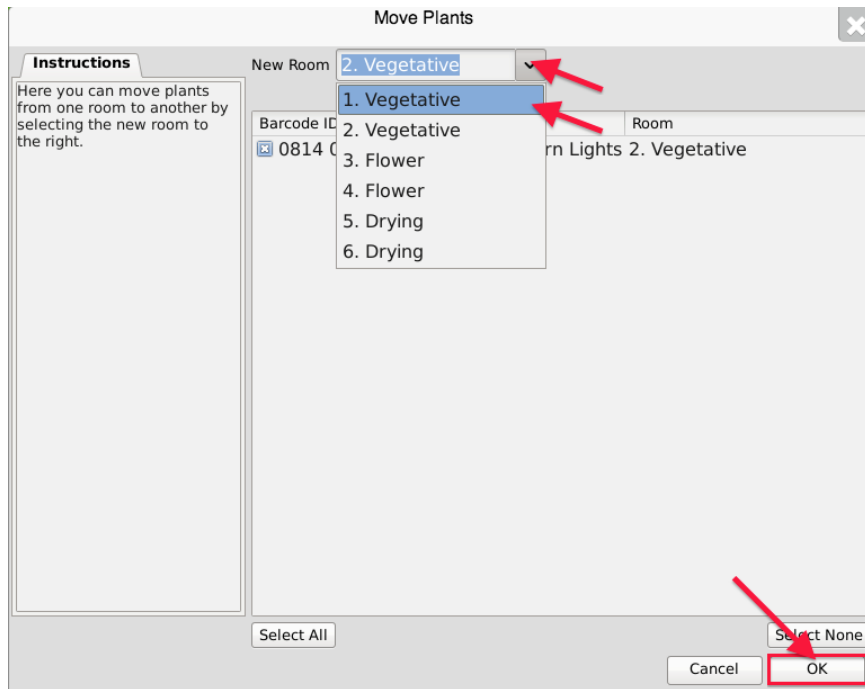 Move Plants
Instructions
Here you can move plants
from one room to another by
selecting the new room to
the right.
New Room 2. Vegetative
1. Vegetative
2. Vegetative
3. Flower
4. Flower
5. Drying
6. Drying
Barcode ID Room
0814 rn Lights 2. Vegetative
Select All Select None
Cancel OK